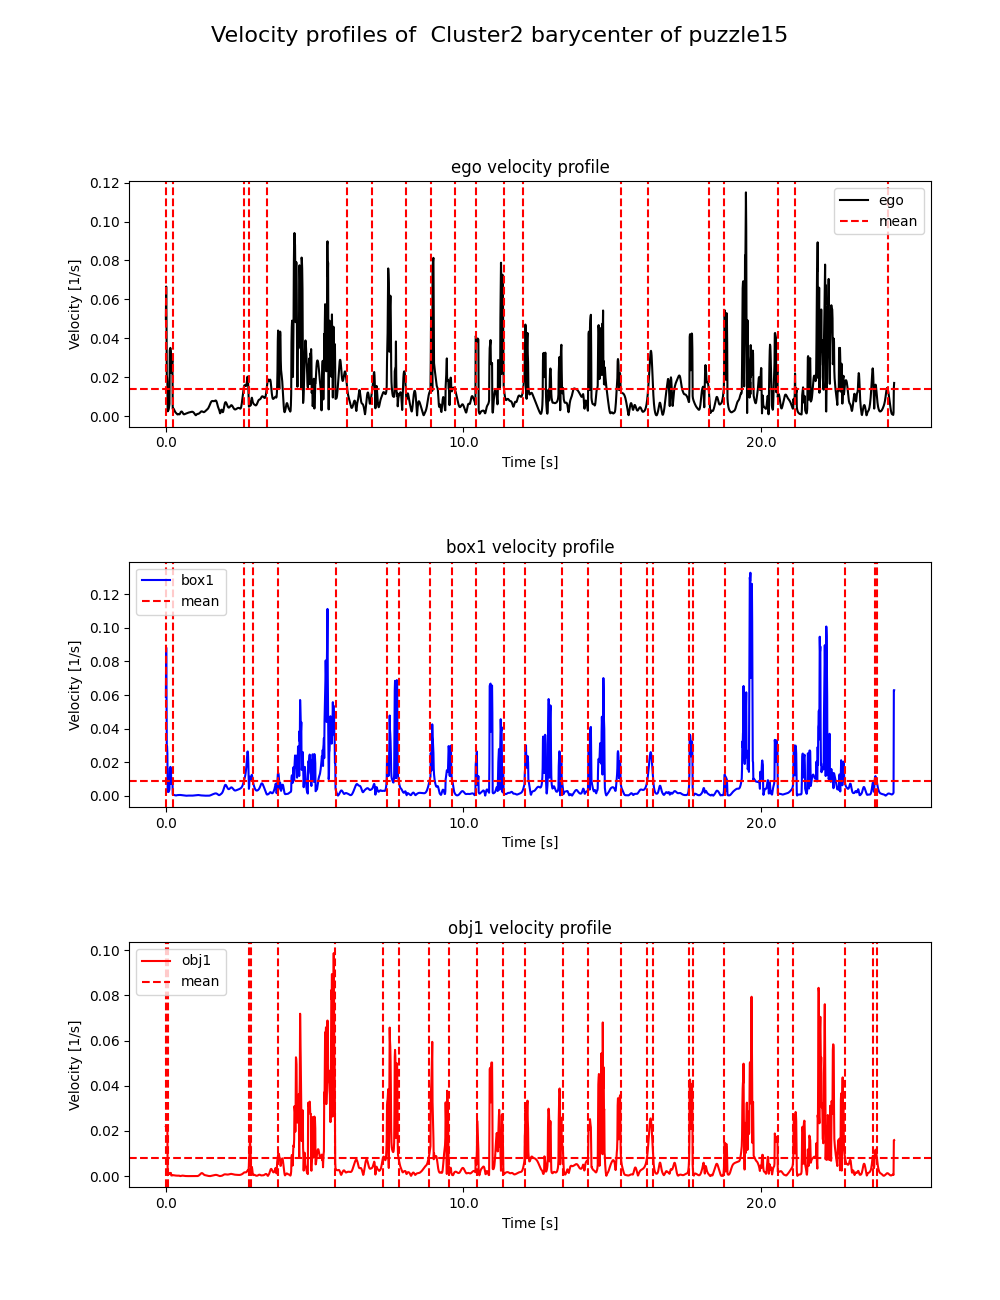 Velocity profiles of  Cluster2 barycenter of puzzle15
ego velocity profile
0.12
0.10
0.08
0.06
0.04
0.02
0.00
Velocity [1/s]
ego
mean
0.0
10.0
20.0
Time [s]
box1 velocity profile
0.12
0.10
0.08
0.06
0.04
0.02
0.00
Velocity [1/s]
box1
mean
0.0
10.0
20.0
Time [s]
obj1 velocity profile
0.10
0.08
0.06
0.04
0.02
0.00
Velocity [1/s]
obj1
mean
0.0
10.0
20.0
Time [s]